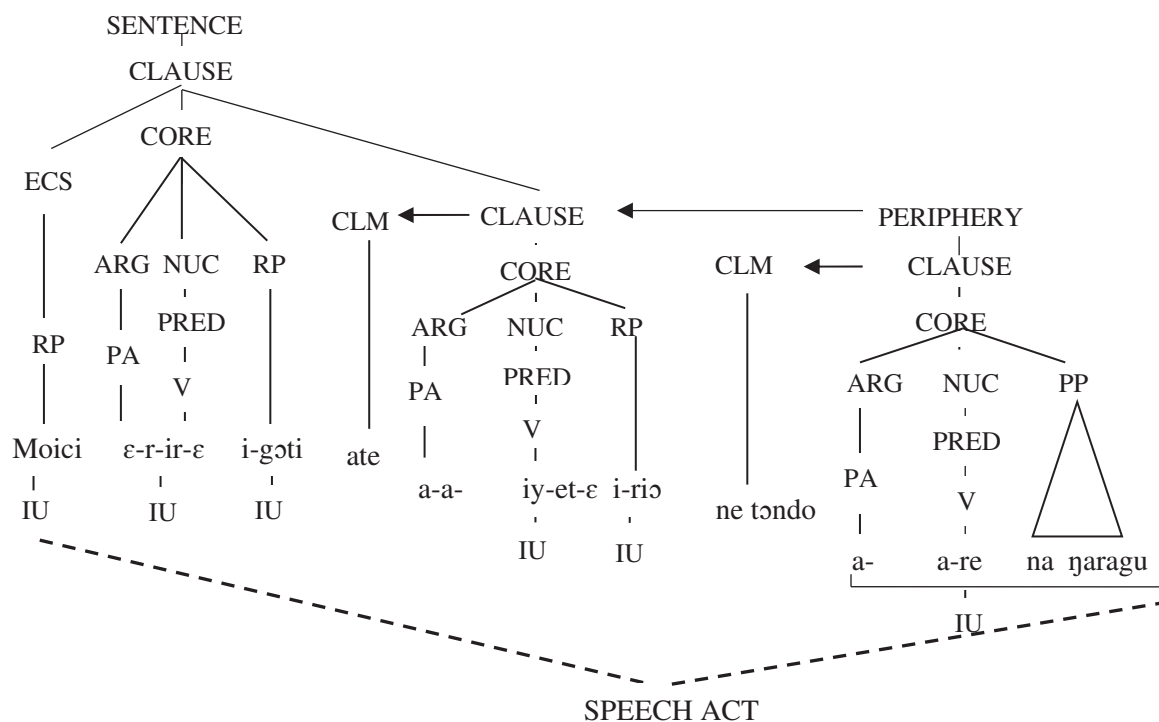 SENTENCE
CLAUSE
CORE
ECS
CLM CLAUSE PERIPHERY
ARG NUC RP CORE CLM CLAUSE
PRED ARG NUC RP CORE
RP PA V PA PRED ARG NUC PP
Moici ɛ-r-ir-ɛ i-gɔti ate V PA PRED
IU IU IU a-a- iy-et-ɛ i-riɔ ne tɔndo V
IU IU a- a-re na ŋaragu
IU
SPEECH ACT